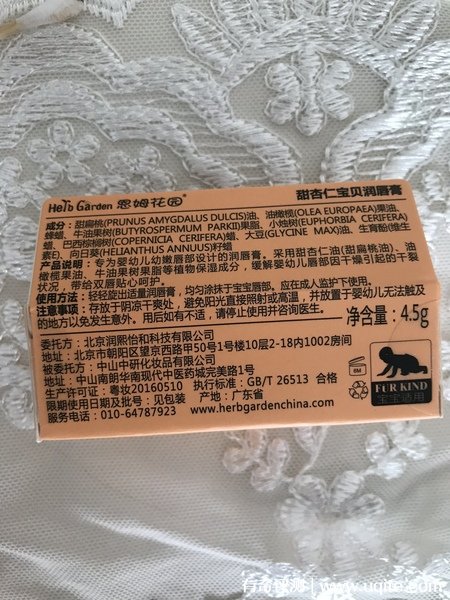 Herb Garden 恩姆花园® 甜杏仁宝贝润唇膏
成分：甜扁桃(PRUNUS AMYGDALUS DULCIS)油、油橄榄(OLEA EUROPAEA)果油、
蜂蜡、牛油果树(BUTYROSPERMUM PARKII)果脂、小烛树(EUPHORBIA CERIFERA)
蜡、巴西棕榈树(COPERNICIA CERIFERA)蜡、大豆(GLYCINE MAX)油、生育酚(维生
素E)、向日葵(HELIANTHUS ANNUUS)籽蜡
产品说明：专为婴幼儿幼嫩唇部设计的润唇膏。采用甜杏仁油(甜扁桃油)、油
橄榄果油、牛油果树果脂等植物保湿成分，缓解婴幼儿唇部因干燥引起的干裂
状况，带给双唇贴心呵护。
使用方法：轻轻旋出适量润唇膏，均匀涂抹于宝宝唇部。应在成人监护下使用。
注意事项：存放于阴凉干爽处，避免阳光直接照射或高温，并放置于婴幼儿无法触及
的地方以免发生意外。用后如有不适，请停止使用并咨询医生。
净含量：4.5g
委托方：北京润熙怡和科技有限公司
地址：北京市朝阳区望京西路甲50号1号楼10层2-18内1002房间
被委托方：中山中研化妆品有限公司
地址：中山南朗华南现代中医药城完美路1号
生产许可证：粤妆20160510 执行标准：GB/T 26513 合格
限期使用日期及批号：见包装 产地：广东省
服务电话：010-64787923 www.herbgardenchina.com
6M
FUR KIND
宝宝适用
www.uqite.com